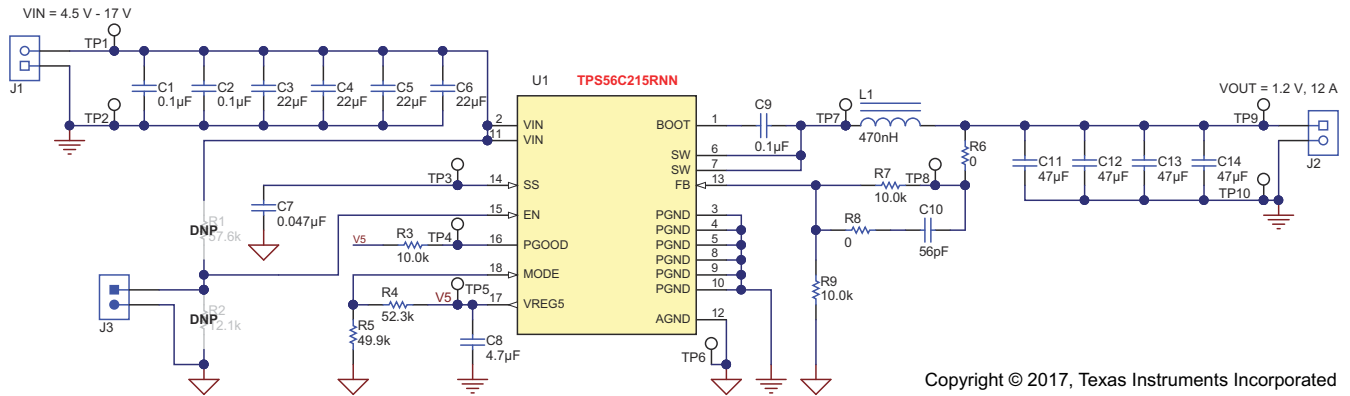 VIN = 4.5 V - 17 V
TP1
J1
TP2
C1
0.1µF
C2
0.1µF
C3
22µF
C4
22µF
C5
22µF
C6
22µF
U1
TPS56C215RNN
2
VIN
11
VIN
TP3
14
SS
C7
0.047µF
15
EN
R1
DNP
57.6k
V5
R3
10.0k
TP4
16
PGOOD
18
MODE
J3
R2
DNP
12.1k
R4
52.3k
V5
TP5
17
VREG5
R5
49.9k
C8
4.7µF
BOOT
1
SW
6
SW
7
FB
13
PGND
3
PGND
4
PGND
5
PGND
8
PGND
9
PGND
10
AGND
12
TP6
C9
0.1µF
TP7
L1
470nH
R6
0
R7
10.0k
TP8
R8
0
C10
56pF
R9
10.0k
C11
47µF
C12
47µF
C13
47µF
C14
47µF
VOUT = 1.2 V, 12 A
TP9
J2
TP10
Copyright © 2017, Texas Instruments Incorporated